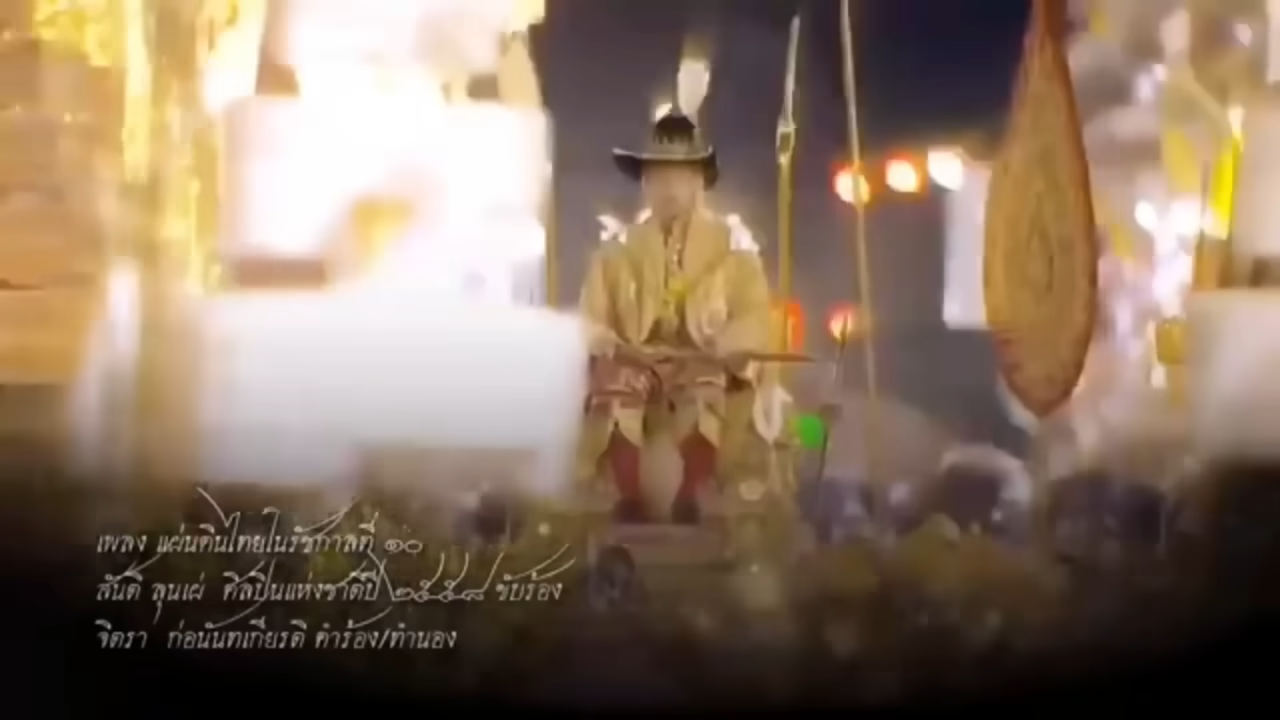 เพลง แผ่นดินไทยในรัชกาลที่ ๑๐
สันติ ลุนเผ่ ศิลปินแห่งชาติปี ๒๕๕๘ ขับร้อง
จิตรา ก่อนันทเกียรติ คำร้อง/ทำนอง